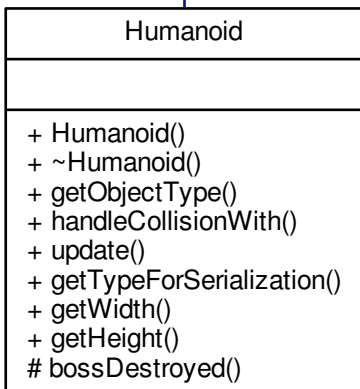 Humanoid
+ Humanoid()
+ ~Humanoid()
+ getObjectType()
+ handleCollisionWith()
+ update()
+ getTypeForSerialization()
+ getWidth()
+ getHeight()
# bossDestroyed()